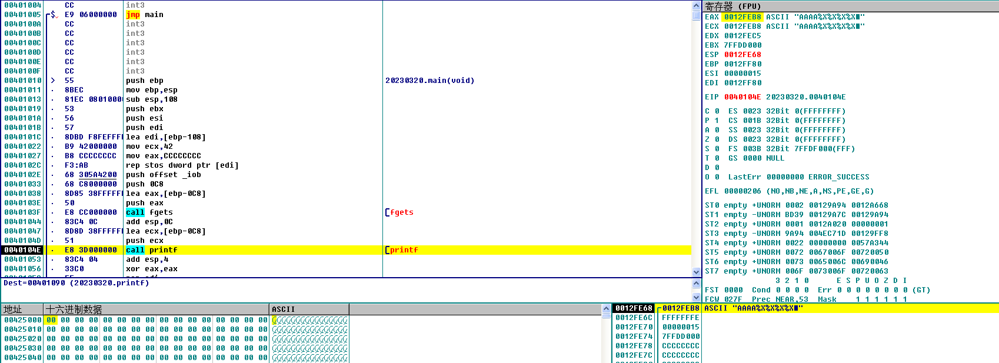 00401004 CC int3
00401005 $ E9 06000000 jmp main
0040100A CC int3
0040100B CC int3
0040100C CC int3
0040100D CC int3
0040100E CC int3
0040100F CC int3
00401010 > 55 push ebp 20230320.main(void)
00401011 . 8BEC mov ebp,esp
00401013 . 81EC 0801000 sub esp,108
00401019 . 53 push ebx
0040101A . 56 push esi
0040101B . 57 push edi
0040101C . 8DBD F8FEFFF lea edi,[ebp-108]
00401022 . B9 42000000 mov ecx,42
00401027 . B8 CCCCCCCC mov eax,CCCCCCCC
0040102C . F3:AB rep stos dword ptr [edi]
0040102E . 68 305A4200 push offset _iob
00401033 . 68 C8000000 push 0C8
00401038 . 8D85 38FFFFF lea eax,[ebp-0C8]
0040103E . 50 push eax
0040103F . E8 CC000000 call fgets [fgets
00401044 . 83C4 0C add esp,0C
00401047 . 8D8D 38FFFFF lea ecx,[ebp-0C8]
0040104D . 51 push ecx
0040104E . E8 3D000000 call printf [printf
00401053 . 83C4 04 add esp,4
00401056 . 33C0 xor eax,eax
Dest=00401090 (20230320.printf)
寄存器 (FPU)
EAX 0012FEB8 ASCII "AAAA%X%X%X%X■"
ECX 0012FEB8 ASCII "AAAA%X%X%X%X■"
EDX 0012FEC5
EBX 7FFDD000
ESP 0012FE68
EBP 0012FF80
ESI 00000015
EDI 0012FF80
EIP 0040104E 20230320.0040104E
C 0 ES 0023 32Bit 0(FFFFFFFF)
P 1 CS 001B 32Bit 0(FFFFFFFF)
A 0 SS 0023 32Bit 0(FFFFFFFF)
Z 0 DS 0023 32Bit 0(FFFFFFFF)
S 0 FS 003B 32Bit 7FFDF000(FFF)
T 0 GS 0000 NULL
D 0
O 0 LastErr 00000000 ERROR_SUCCESS
EFL 00000206 (NO,NB,NE,A,NS,PE,GE,G)
ST0 empty +UNORM 0002 00129A94 0012A668
ST1 empty -UNORM BD39 00129A7C 00129A94
ST2 empty +UNORM 0001 0012A020 00000001
ST3 empty -UNORM 9A94 004EC71D 00129FF8
ST4 empty +UNORM 0022 00000000 0057A344
ST5 empty +UNORM 0072 0067006F 00720050
ST6 empty +UNORM 0073 0065006C 00690046
ST7 empty +UNORM 006F 0073006F 00720063
3 2 1 0 E S P U O Z D I
FST 0000 Cond 0 0 0 0 Err 0 0 0 0 0 0 0 0 (GT)
FCW 027F Prec NEAR,53 Mask 1 1 1 1 1 1
地址 十六进制数据 ASCII
00425000 00 00 00 00 00 00 00 00 00 00 00 00 00 00 00 00
00425010 00 00 00 00 00 00 00 00 00 00 00 00 00 00 00 00
00425020 00 00 00 00 00 00 00 00 00 00 00 00 00 00 00 00
00425030 00 00 00 00 00 00 00 00 00 00 00 00 00 00 00 00
00425040 00 00 00 00 00 00 00 00 00 00 00 00 00 00 00 00
0012FE68 0012FEB8 ASCII "AAAA%X%X%X%X■"
0012FE6C FFFFFFFE
0012FE70 00000015
0012FE74 7FFDD000
0012FE78 CCCCCCCC
0012FE7C CCCCCCCC